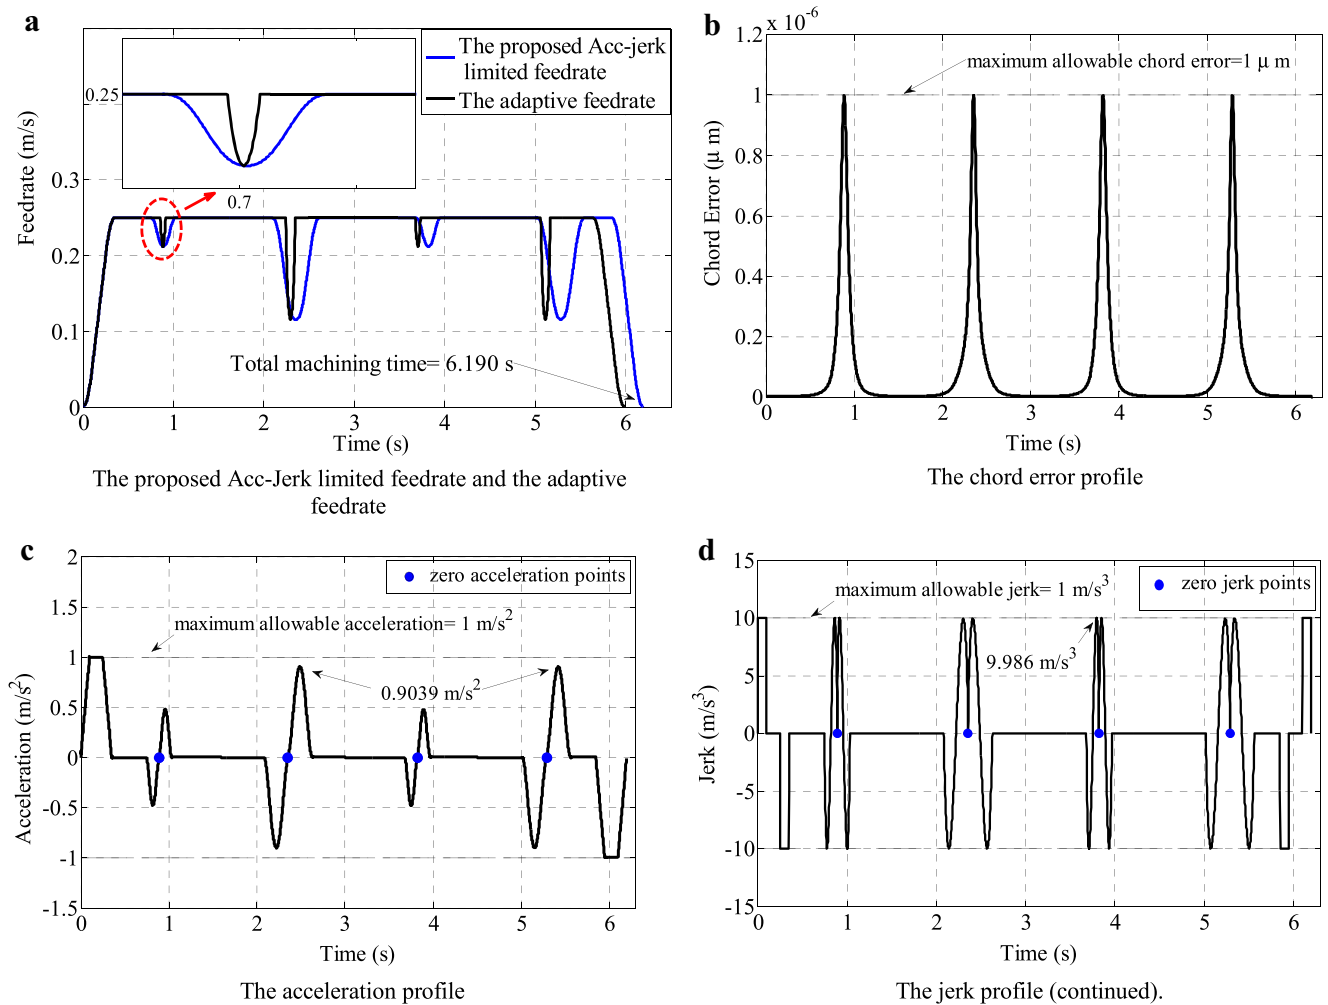 a
The proposed Acc-jerk
limited feedrate
The adaptive feedrate
0.25
0.7
Feedrate (m/s)
0.3
0.2
0.1
0
Total machining time= 6.190 s
0 1 2 3 4 5 6
Time (s)
The proposed Acc-Jerk limited feedrate and the adaptive
feedrate
b
x 10^-6
maximum allowable chord error=1 μ m
Chord Error (μ m)
1.2
1
0.8
0.6
0.4
0.2
0
0 1 2 3 4 5 6
Time (s)
The chord error profile
c
zero acceleration points
maximum allowable acceleration= 1 m/s^2
0.9039 m/s^2
Acceleration (m/s^2)
2
1.5
1
0.5
0
-0.5
-1
-1.5
0 1 2 3 4 5 6
Time (s)
The acceleration profile
d
zero jerk points
maximum allowable jerk= 1 m/s^3
9.986 m/s^3
Jerk (m/s^3)
15
10
5
0
-5
-10
-15
0 1 2 3 4 5 6
Time (s)
The jerk profile (continued).